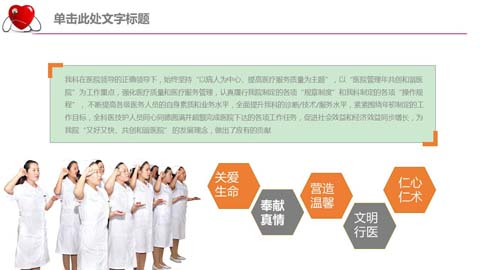 单击此处文字标题
我科在医院领导的正确领导下，始终坚持“以病人为中心，提高医疗服务质量为主题”，以“医院管理年共创和谐医
院”为工作重点，强化医疗质量和医疗服务管理，认真履行我院制定的各项“规章制度”和我科制定的各项“操作规
程”，不断提高各级医务人员的自身素质和业务水平，全面提升我科的诊断/技术/服务水平，紧紧围绕年初制定的工
作目标，全科医技护人员同心同德圆满并超额完成医院下达的各项工作任务，促进社会效益和经济效益同步增长，为
我院“又好又快、共创和谐医院”的发展理念，做出了应有的贡献
关爱
生命
奉献
真情
营造
温馨
文明
行医
仁心
仁术